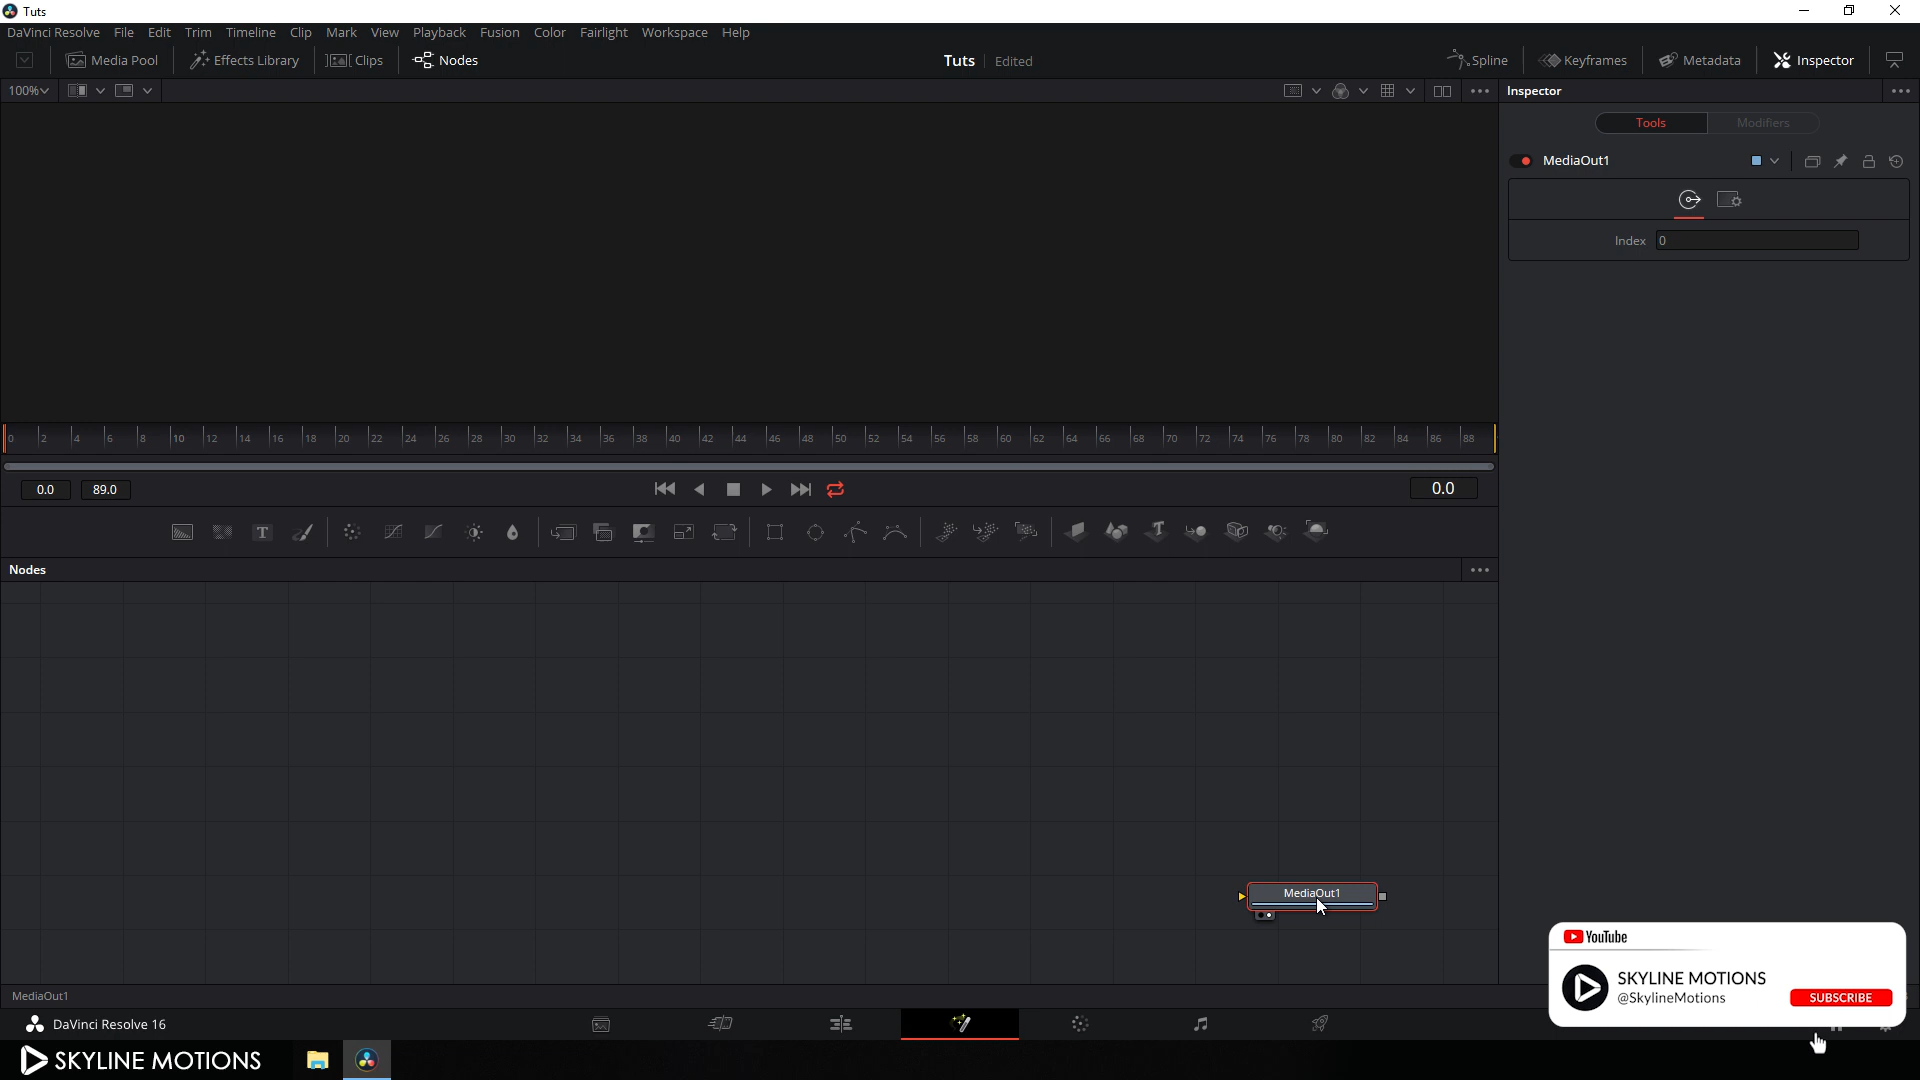 Tuts
DaVinci Resolve File Edit Trim Timeline Clip Mark View Playback Fusion Color Fairlight Workspace Help
Media Pool Effects Library Clips Nodes Tuts Edited Spline Keyframes Metadata Inspector
100% Inspector
Tools Modifiers
MediaOut1
Index 0
0 2 4 6 8 10 12 14 16 18 20 22 24 26 28 30 32 34 36 38 40 42 44 46 48 50 52 54 56 58 60 62 64 66 68 70 72 74 76 78 80 82 84 86 88
0.0 89.0 0.0
T T
Nodes
MediaOut1
YouTube
SKYLINE MOTIONS
@SkylineMotions
SUBSCRIBE
MediaOut1
DaVinci Resolve 16
SKYLINE MOTIONS